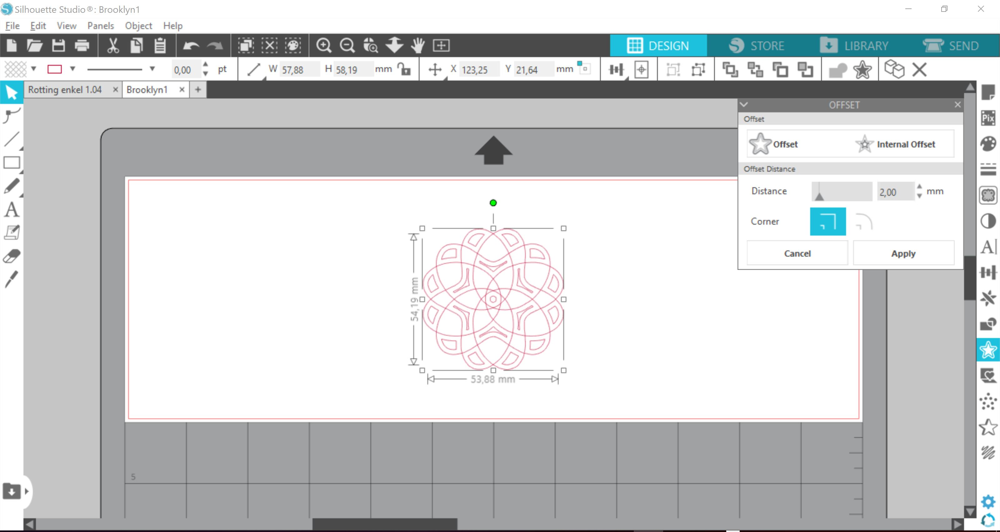 Silhouette Studio®: Brooklyn1
File Edit View Panels Object Help
DESIGN STORE LIBRARY SEND
0,00 pt W 57,88 H 58,19 mm X 123,25 Y 21,64 mm
Rotting enkel 1.04 Brooklyn1
OFFSET
Offset
Pix
Offset Internal Offset
Offset Distance
Distance 2,00 mm
Corner
Cancel Apply
54,19 mm
53,88 mm
5